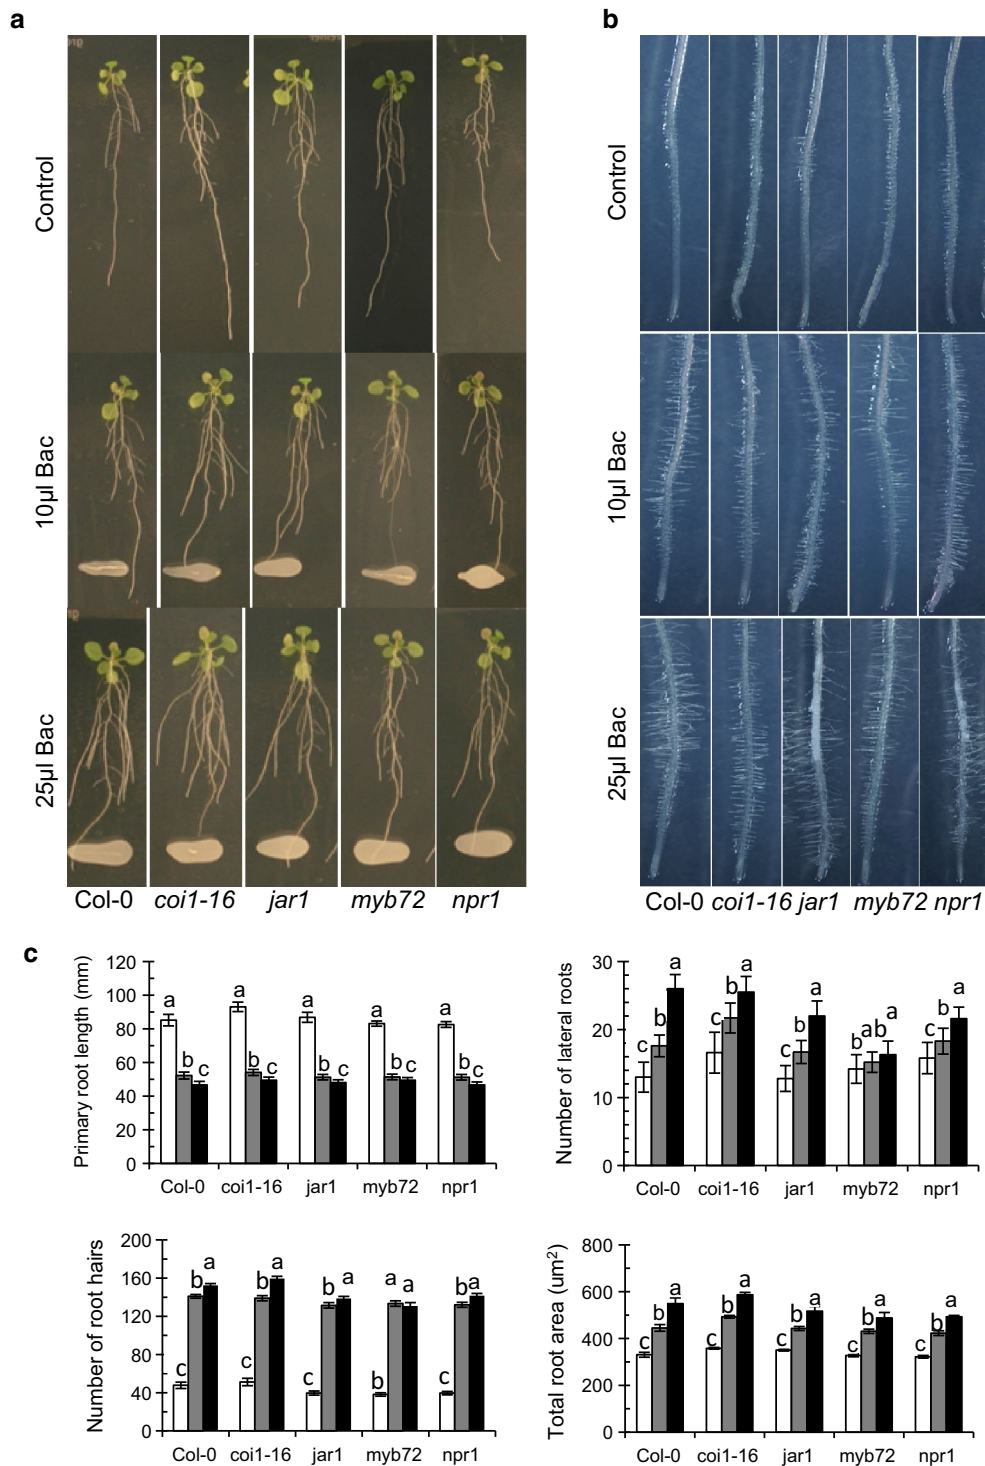 a
b
Control
10µl Bac
25µl Bac
Col-0 coi1-16 jar1 myb72 npr1
Control
10µl Bac
25µl Bac
Col-0 coi1-16 jar1 myb72 npr1
c
Primary root length (mm)
120
100
80
60
40
20
0
a b c a b c a b c a b c a b c
Col-0 coi1-16 jar1 myb72 npr1
Number of lateral roots
30
20
10
0
c b a c b a c b a b ab a c b a
Col-0 coi1-16 jar1 myb72 npr1
Number of root hairs
200
160
120
80
40
0
c b a c b a c b a b a a c b a
Col-0 coi1-16 jar1 myb72 npr1
Total root area (um²)
800
600
400
200
0
c b a c b a c b a c b a c b a
Col-0 coi1-16 jar1 myb72 npr1